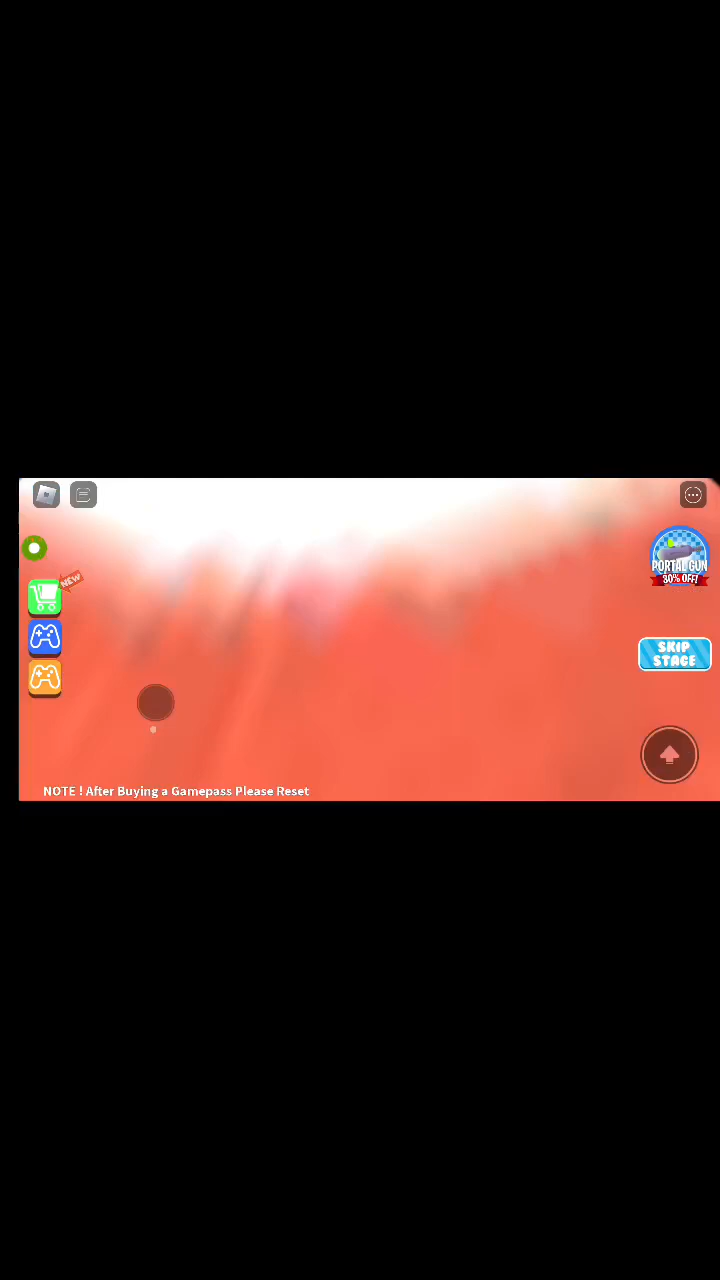 NEW
PORTAL GUN
30% OFF!
SKIP
STAGE
NOTE ! After Buying a Gamepass Please Reset